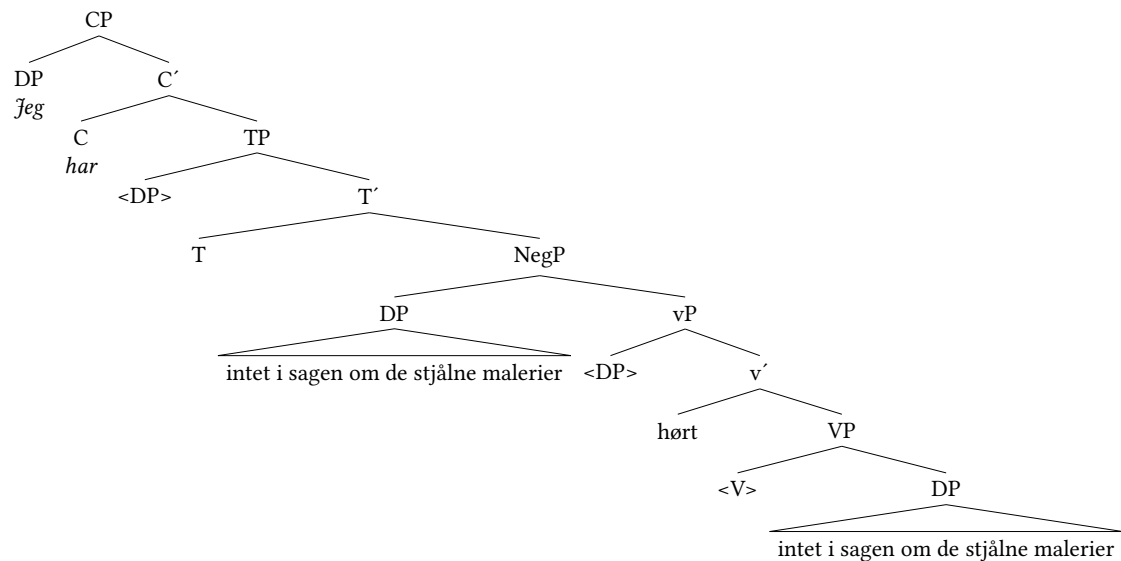 CP
DP C´
Jeg
C TP
har
<DP> T´
T NegP
DP vP
intet i sagen om de stjålne malerier <DP> v´
hørt VP
<V> DP
intet i sagen om de stjålne malerier